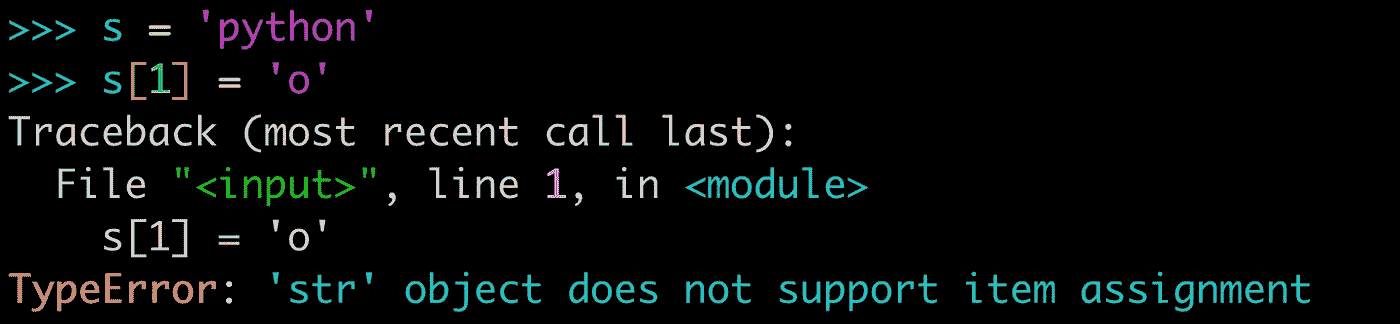 >>> s = 'python'
>>> s[1] = 'o'
Traceback (most recent call last):
  File "<input>", line 1, in <module>
    s[1] = 'o'
TypeError: 'str' object does not support item assignment